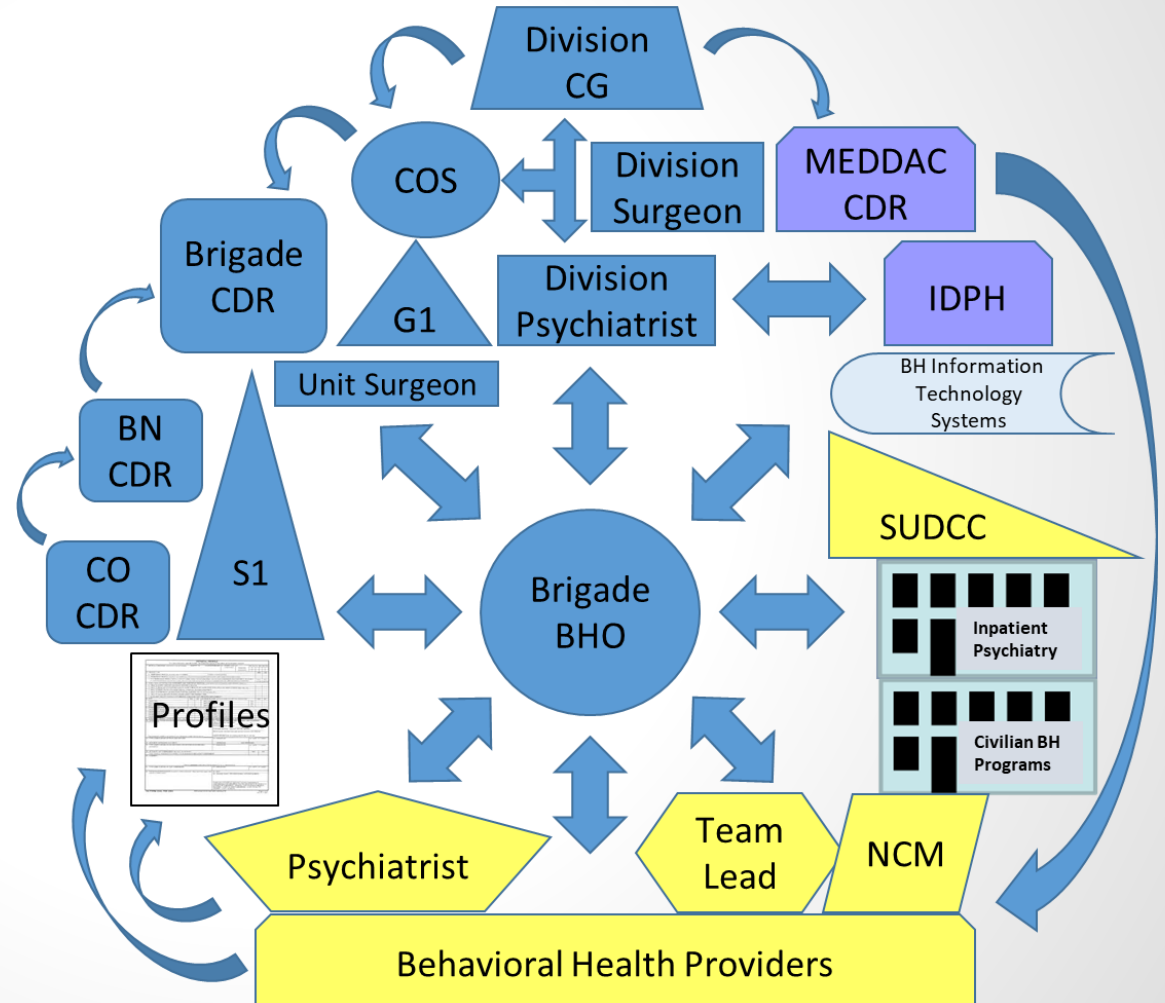 Division
CG
COS
Division
Surgeon
MEDDAC
CDR
Brigade
CDR
G1
Division
Psychiatrist
IDPH
Unit Surgeon
BH Information
Technology
Systems
BN
CDR
SUDCC
CO
CDR
S1
Brigade
BHO
Inpatient
Psychiatry
Profiles
Civilian BH
Programs
Psychiatrist
Team
Lead
NCM
Behavioral Health Providers